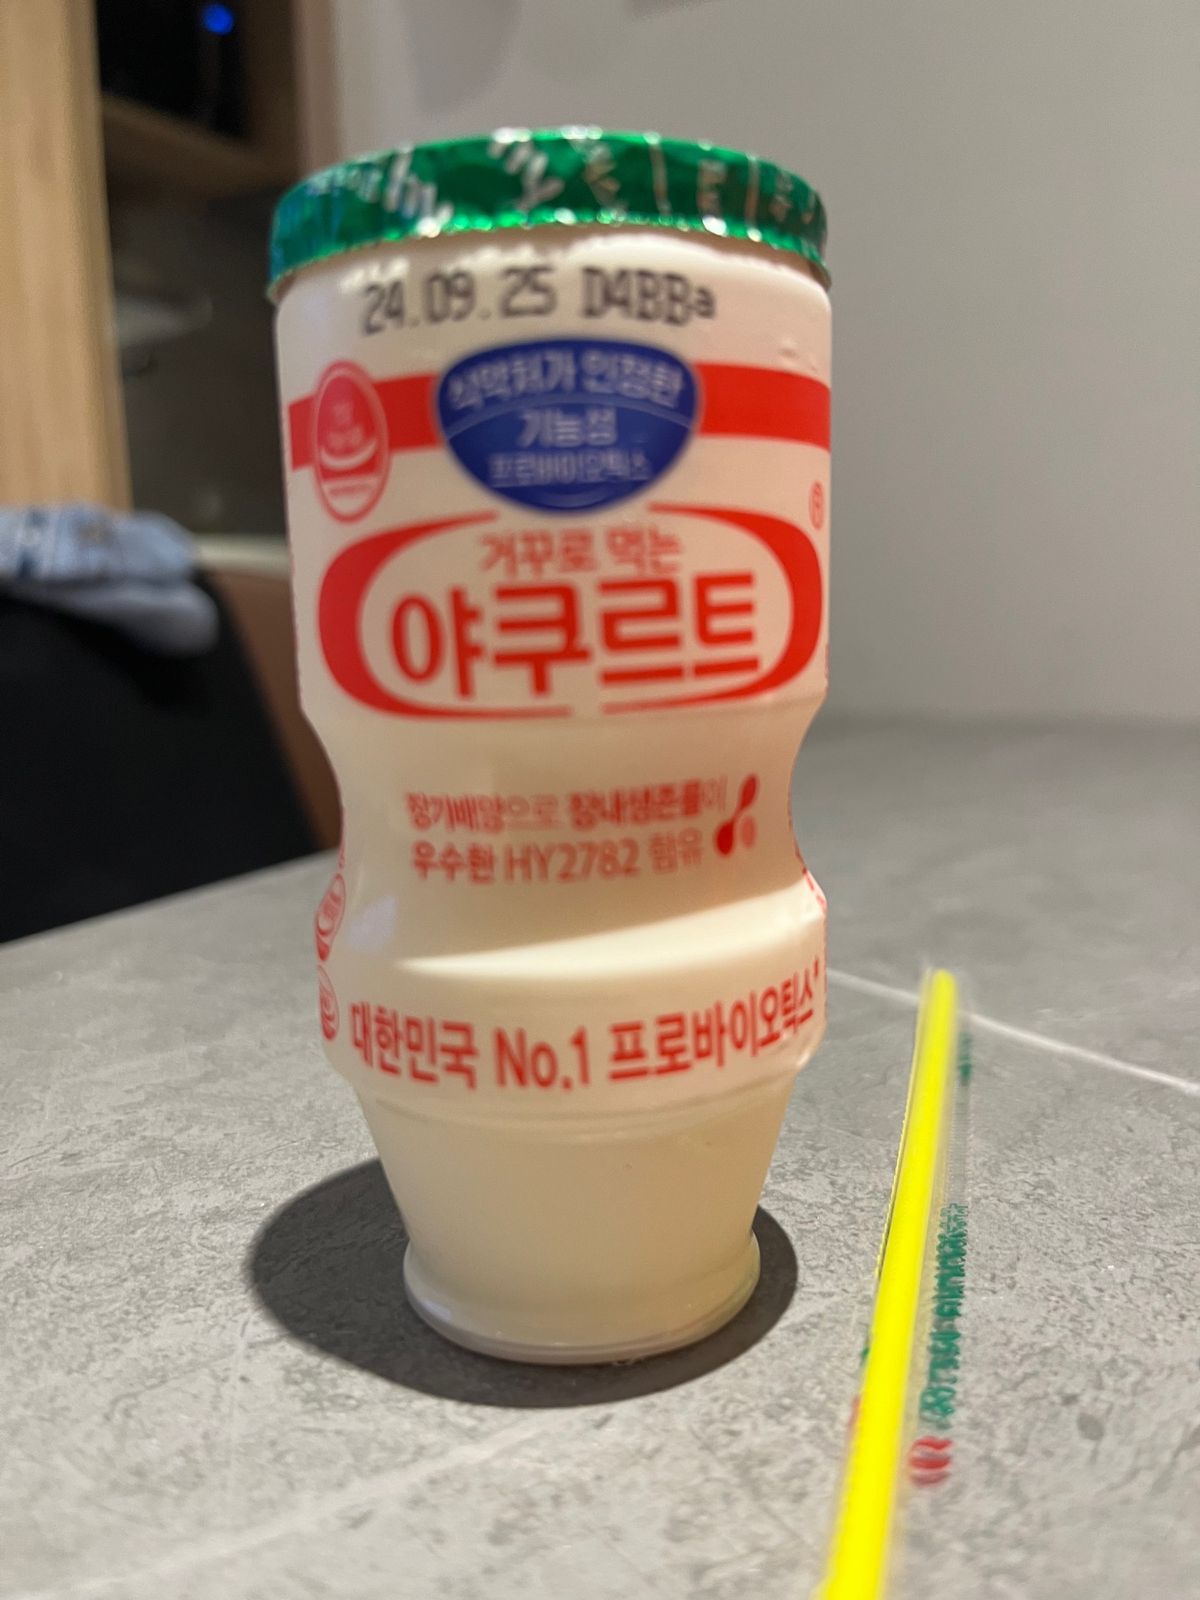 24.09.25 D4BBa
식약처가 인정한
기능성
프로바이오틱스
거꾸로 먹는
야쿠르트
장기배양으로 장내생존율이
우수한 HY2782 함유
대한민국 No.1 프로바이오틱스*